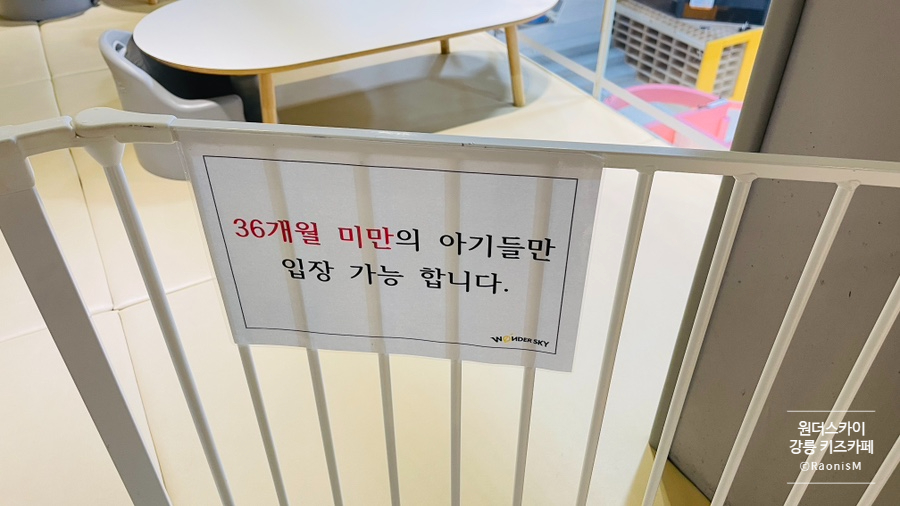 36개월 미만의 아기들만
입장 가능 합니다.
WONDER SKY
원더스카이
강릉 키즈카페
ⓒRaonisM